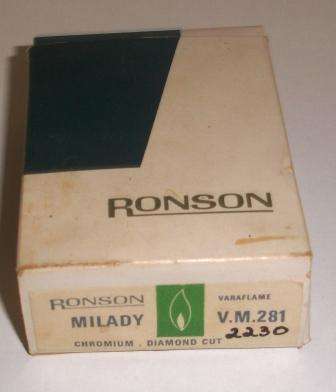 RONSON
RONSON VARAFLAME
MILADY V.M.281
2230
CHROMIUM . DIAMOND CUT